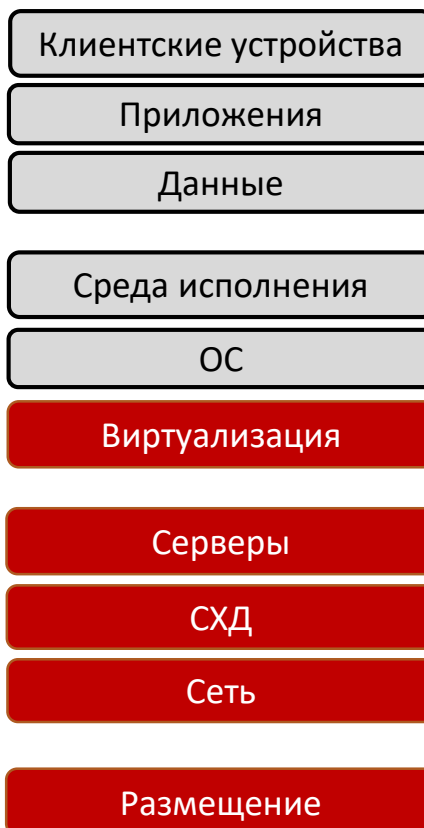 Клиентские устройства
Приложения
Данные
Среда исполнения
ОС
Виртуализация
Серверы
СХД
Сеть
Размещение